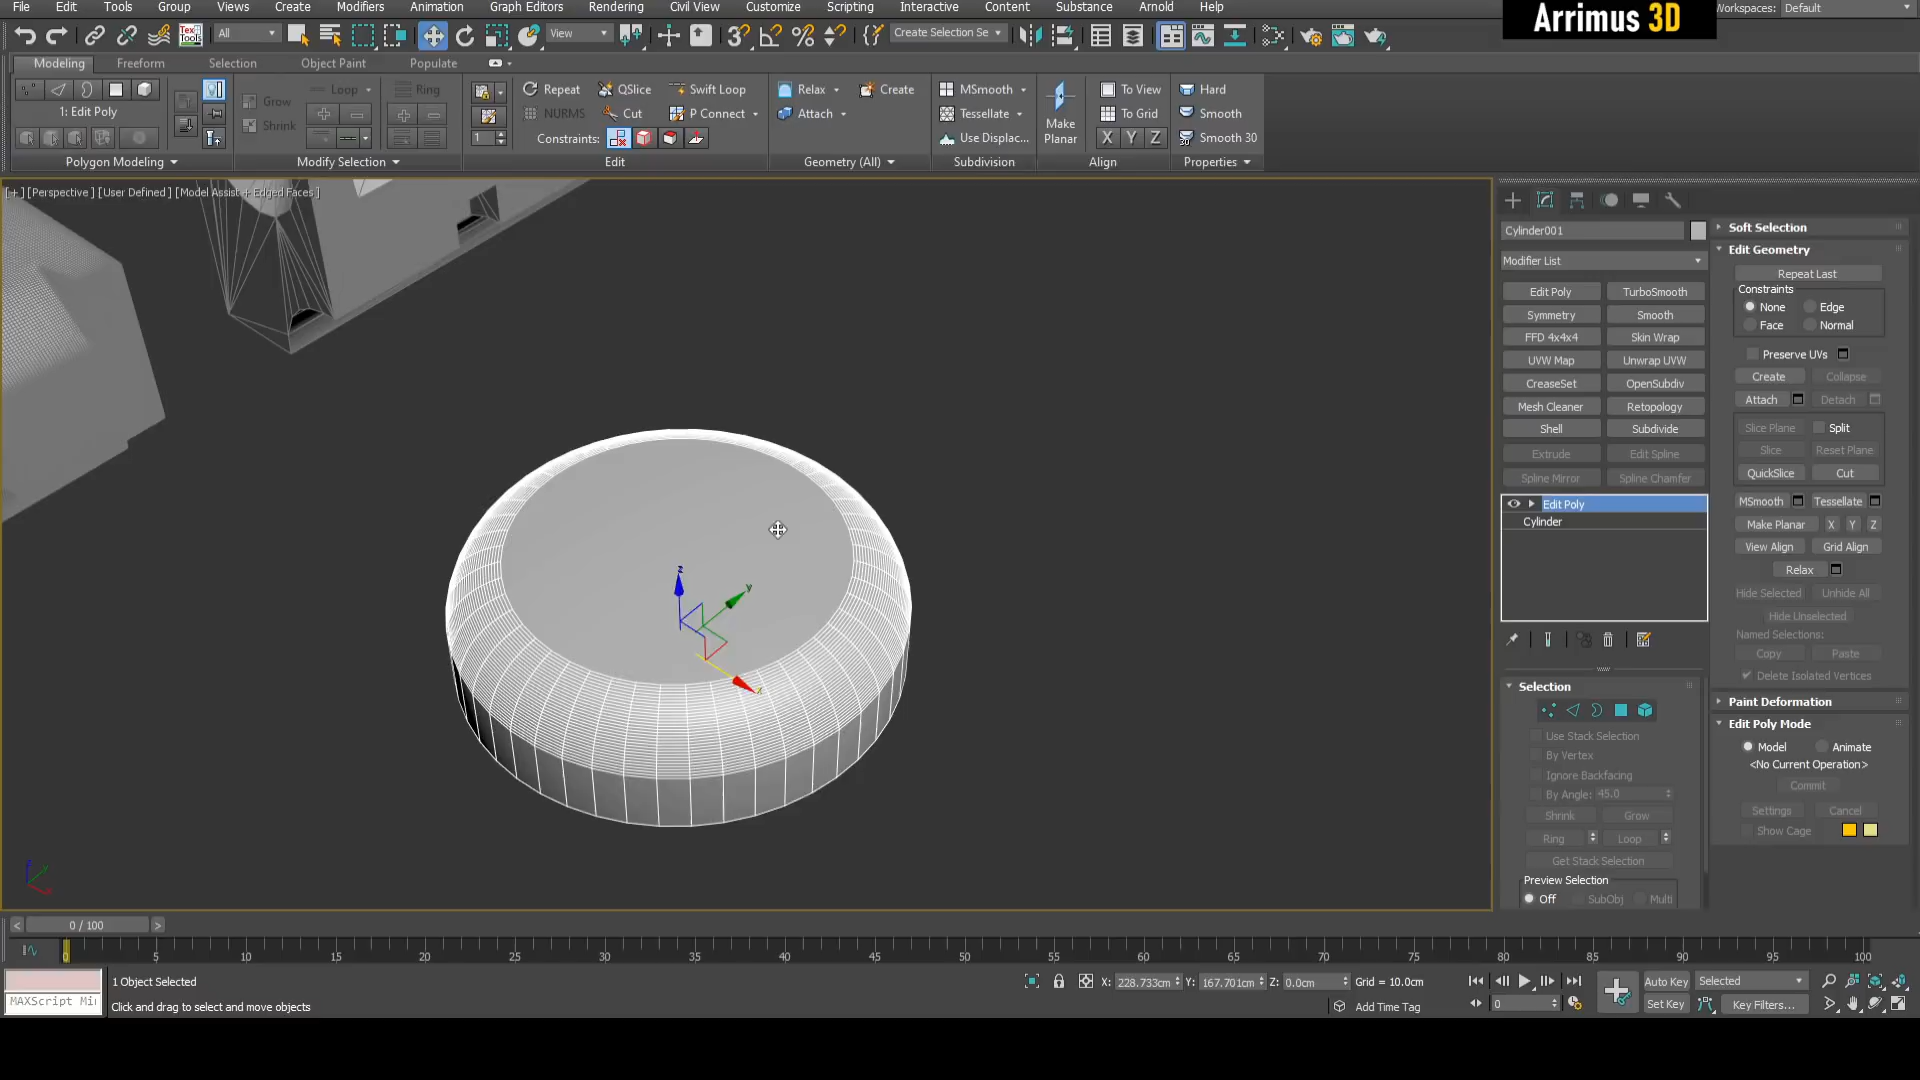 File Edit Tools Group Views Create Modifiers Animation Graph Editors Rendering Civil View Customize Scripting Interactive Content Substance Arnold Help
Arrimus 3D
Workspaces: Default
All
View
Create Selection Se
Modeling Freeform Selection Object Paint Populate
1: Edit Poly
Polygon Modeling
Grow
Shrink
Loop
Ring
Modify Selection
1
Repeat QSlice Swift Loop
NURMS Cut P Connect
Constraints:
Edit
Relax Create
Attach
Geometry (All)
MSmooth
Tessellate
Use Displac...
Subdivision
Make
Planar
To View
To Grid
X Y Z
Align
Hard
Smooth
Smooth 30
30
Properties
[ + ] [Perspective ] [User Defined ] [Model Assist + Edged Faces ]
z
y
x
Cylinder001
Modifier List
Edit Poly TurboSmooth
Symmetry Smooth
FFD 4x4x4 Skin Wrap
UVW Map Unwrap UVW
CreaseSet OpenSubdiv
Mesh Cleaner Retopology
Shell Subdivide
Extrude Edit Spline
Spline Mirror Spline Chamfer
Edit Poly
Cylinder
Selection
Use Stack Selection
By Vertex
Ignore Backfacing
By Angle: 45.0
Shrink Grow
Ring Loop
Get Stack Selection
Preview Selection
Off SubObj Multi
Soft Selection
Edit Geometry
Repeat Last
Constraints
None Edge
Face Normal
Preserve UVs
Create Collapse
Attach Detach
Slice Plane Split
Slice Reset Plane
QuickSlice Cut
MSmooth Tessellate
Make Planar X Y Z
View Align Grid Align
Relax
Hide Selected Unhide All
Hide Unselected
Named Selections:
Copy Paste
Delete Isolated Vertices
Paint Deformation
Edit Poly Mode
Model Animate
<No Current Operation>
Commit
Settings Cancel
Show Cage
< 0 / 100 >
0 5 10 15 20 25 30 35 40 45 50 55 60 65 70 75 80 85 90 95 100
MAXScript Mi
1 Object Selected
Click and drag to select and move objects
X: 228.733cm Y: 167.701cm Z: 0.0cm Grid = 10.0cm
Add Time Tag
0
Auto Key Selected
Set Key Key Filters...